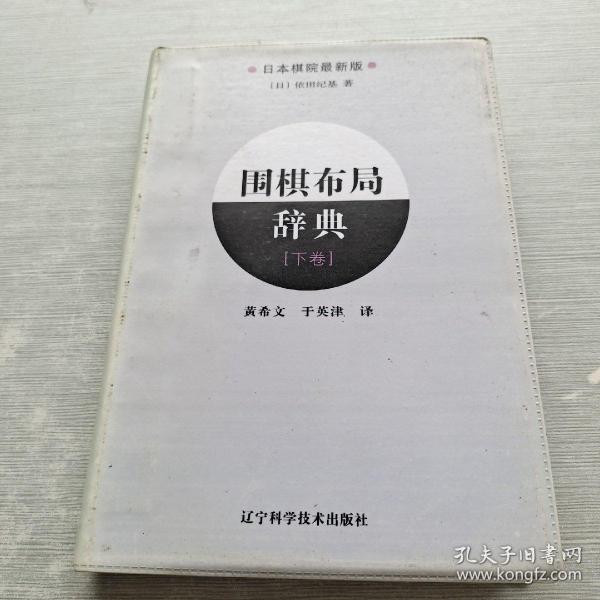 日本棋院最新版
〔日〕依田纪基 著
围棋布局
辞典
［下卷］
黄希文 于英津 译
辽宁科学技术出版社
孔夫子旧书网
www.kongfz.com